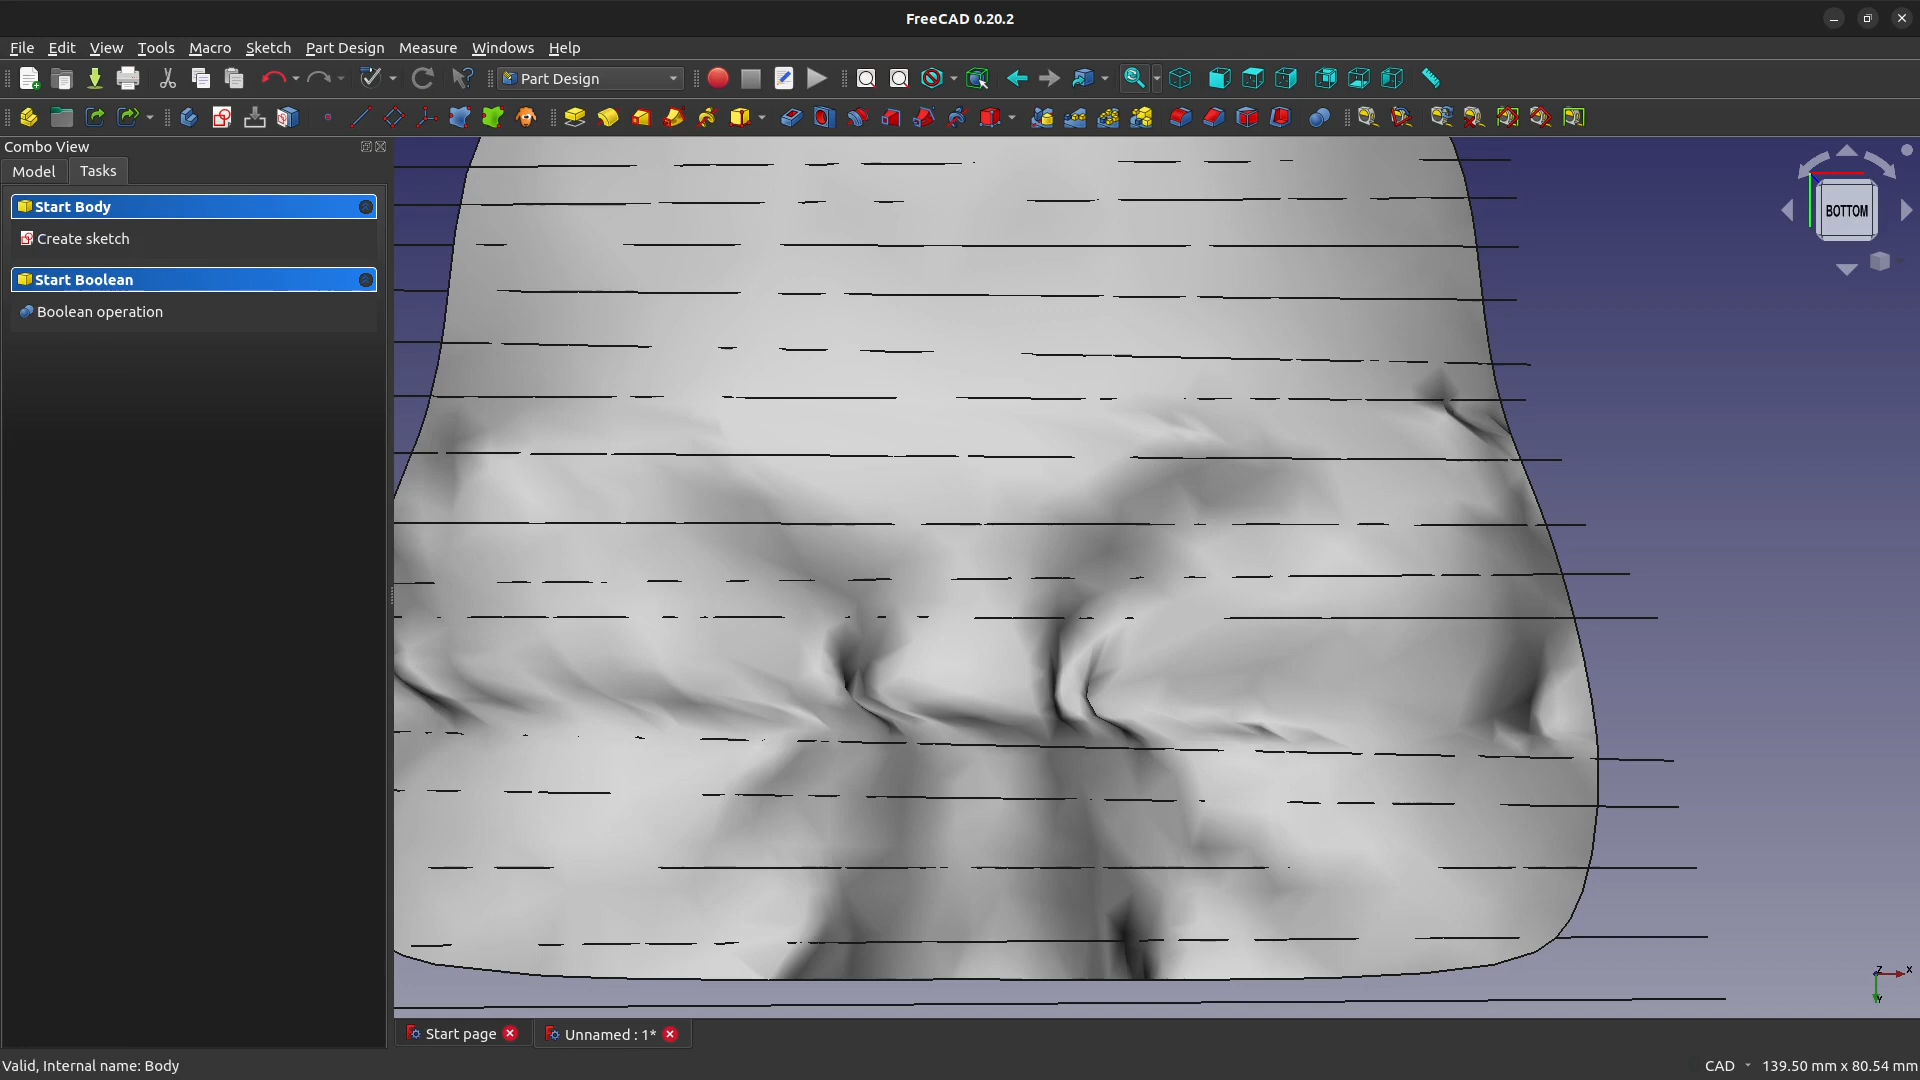 FreeCAD 0.20.2
File Edit View Tools Macro Sketch Part Design Measure Windows Help
Part Design
Combo View
Model Tasks
Start Body
Create sketch
Start Boolean
Boolean operation
BOTTOM
Z X
Y
Start page Unnamed : 1*
Valid, Internal name: Body CAD 139.50 mm x 80.54 mm